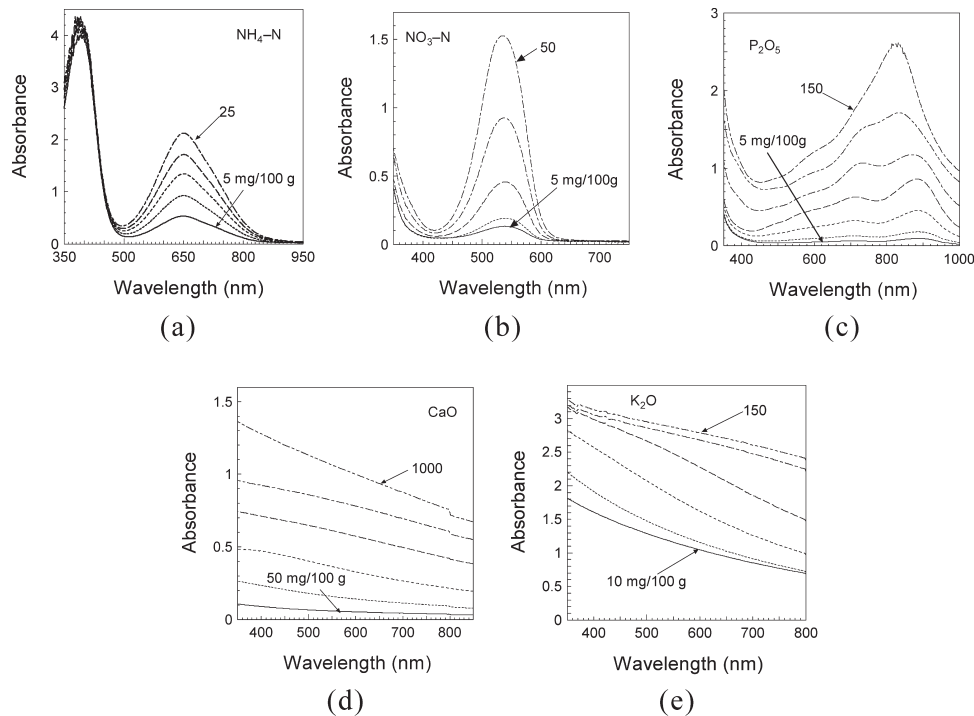 NH₄–N
Absorbance
4
3
2
1
0
25
5 mg/100 g
350 500 650 800 950
Wavelength (nm)
(a)
NO₃–N
Absorbance
1.5
1
0.5
0
50
5 mg/100g
400 500 600 700
Wavelength (nm)
(b)
P₂O₅
Absorbance
3
2
1
0
150
5 mg/100g
400 600 800 1000
Wavelength (nm)
(c)
CaO
Absorbance
1.5
1
0.5
0
1000
50 mg/100 g
400 500 600 700 800
Wavelength (nm)
(d)
K₂O
Absorbance
3
2.5
2
1.5
1
0.5
0
150
10 mg/100 g
400 500 600 700 800
Wavelength (nm)
(e)